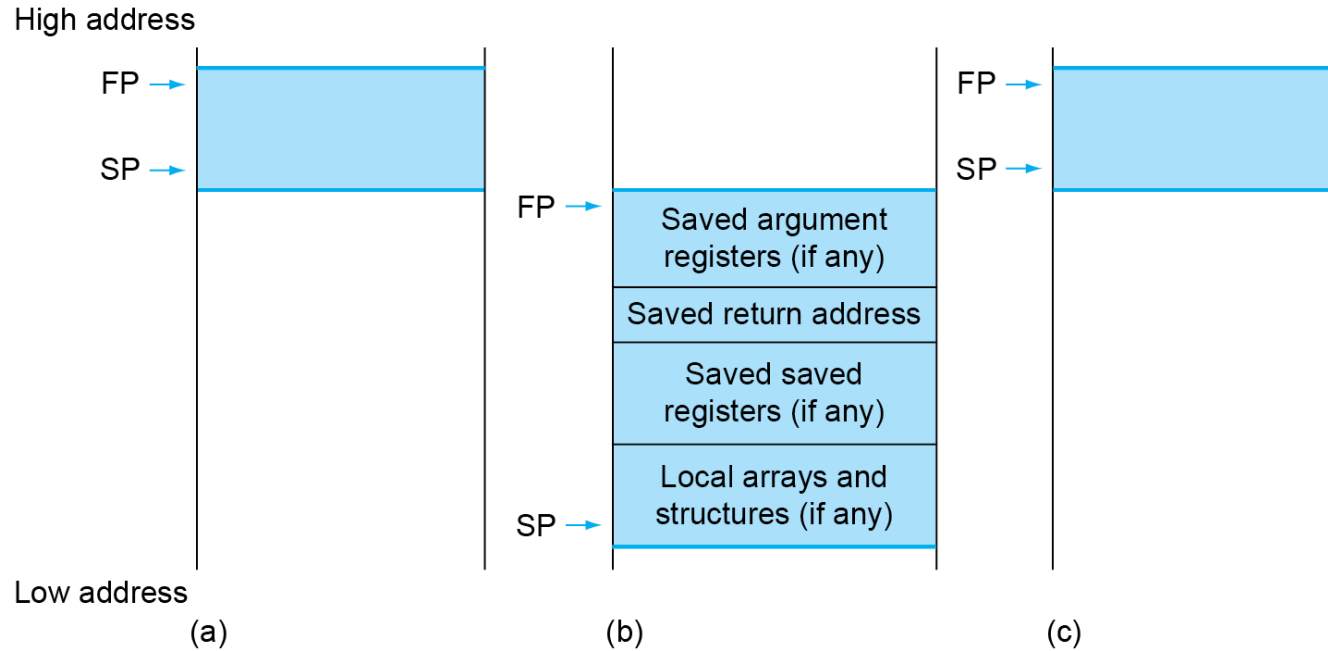 High address
FP
SP
FP
Saved argument
registers (if any)
Saved return address
Saved saved
registers (if any)
Local arrays and
structures (if any)
SP
FP
SP
Low address
(a)
(b)
(c)